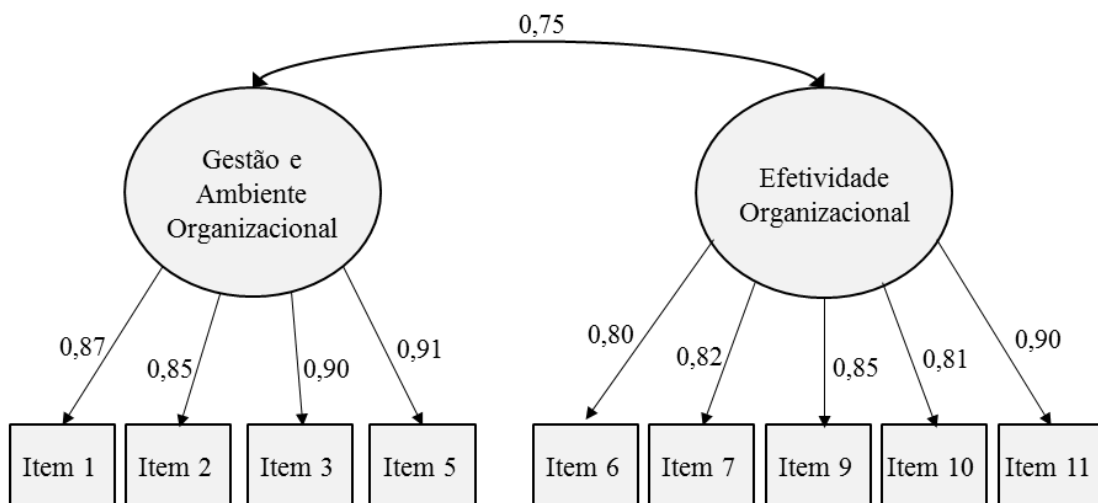 0,75
Gestão e
Ambiente
Organizacional
Efetividade
Organizacional
0,87
0,85
0,90
0,91
0,80
0,82
0,85
0,81
0,90
Item 1
Item 2
Item 3
Item 5
Item 6
Item 7
Item 9
Item 10
Item 11